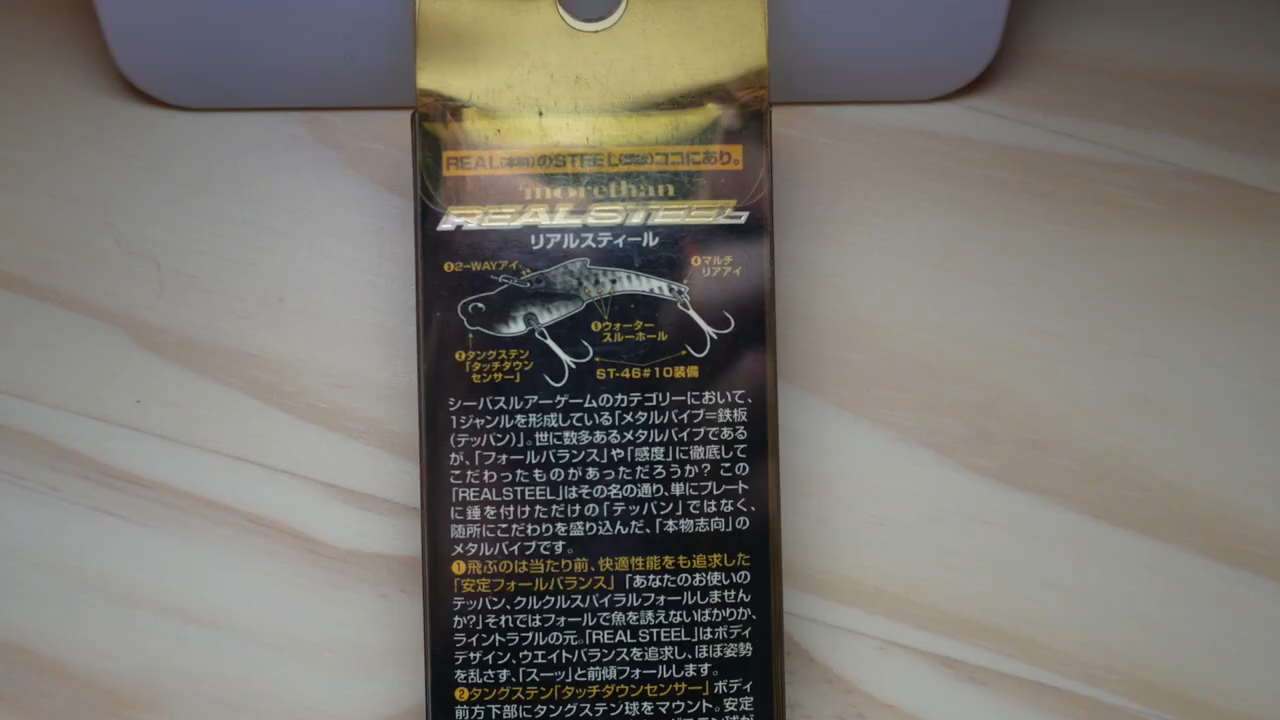 REAL(本物)のSTEEL(鉄板)ココにあり。
morethan
REALSTEEL
リアルスティール
❸2-WAYアイ
❹マルチ
リアアイ
❺ウォーター
スルーホール
❷タングステン
「タッチダウン
センサー」
ST-46#10装備
シーバスルアーゲームのカテゴリーにおいて、
1ジャンルを形成している「メタルバイブ=鉄板
(テッパン)」。世に数多あるメタルバイブである
が、「フォールバランス」や「感度」に徹底して
こだわったものがあっただろうか? この
「REALSTEEL」はその名の通り、単にプレート
に錘を付けただけの「テッパン」ではなく、
随所にこだわりを盛り込んだ、「本物志向」の
メタルバイブです。
❶飛ぶのは当たり前、快適性能をも追求した
「安定フォールバランス」「あなたのお使いの
テッパン、クルクルスパイラルフォールしません
か?」それではフォールで魚を誘えないばかりか、
ライントラブルの元。「REALSTEEL」はボディ
デザイン、ウエイトバランスを追求し、ほぼ姿勢
を乱さず、「スーッ」と前傾フォールします。
❷タングステン「タッチダウンセンサー」ボディ
前方下部にタングステン球をマウント。安定